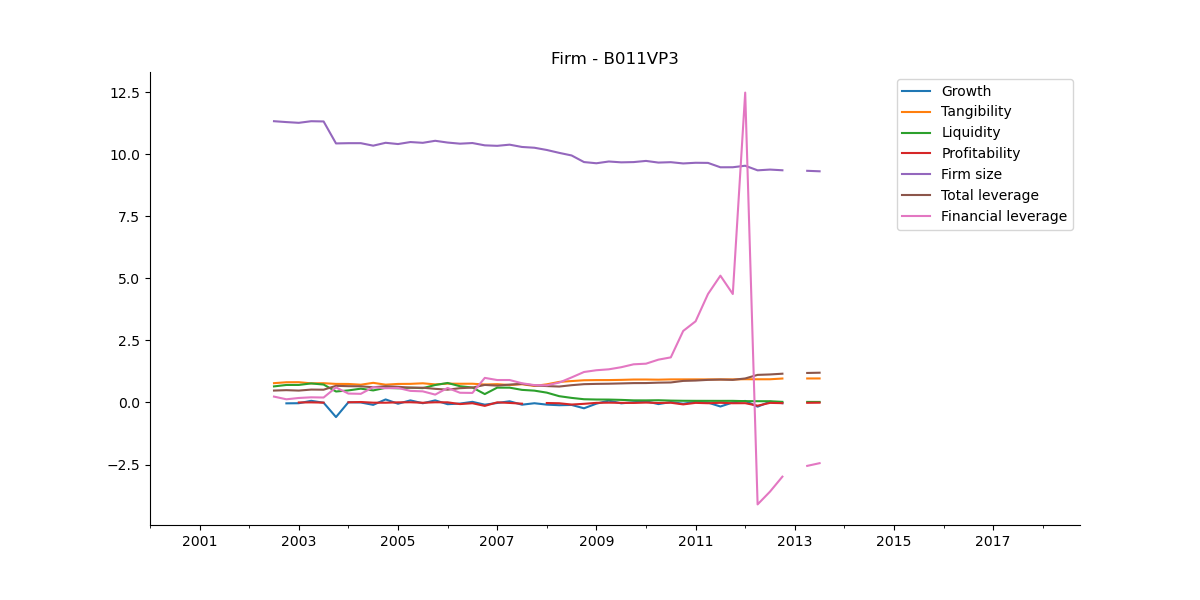 Firm - B011VP3
12.5
10.0
7.5
5.0
2.5
0.0
−2.5
2001
2003
2005
2007
2009
2011
2013
2015
2017
Growth
Tangibility
Liquidity
Profitability
Firm size
Total leverage
Financial leverage